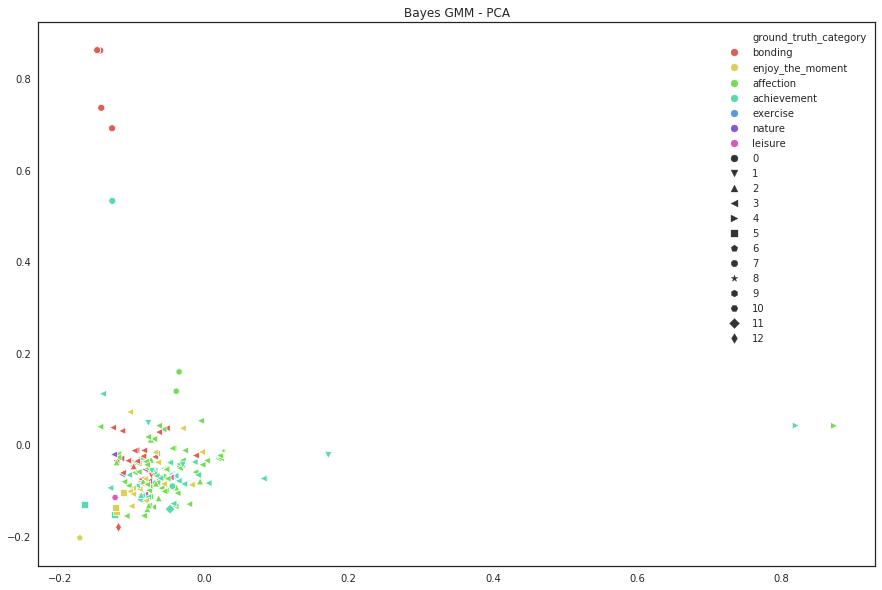 Bayes GMM - PCA
ground_truth_category
bonding
enjoy_the_moment
affection
achievement
exercise
nature
leisure
0
1
2
3
4
5
6
7
8
9
10
11
12
0.8
0.6
0.4
0.2
0.0
−0.2
−0.2
0.0
0.2
0.4
0.6
0.8